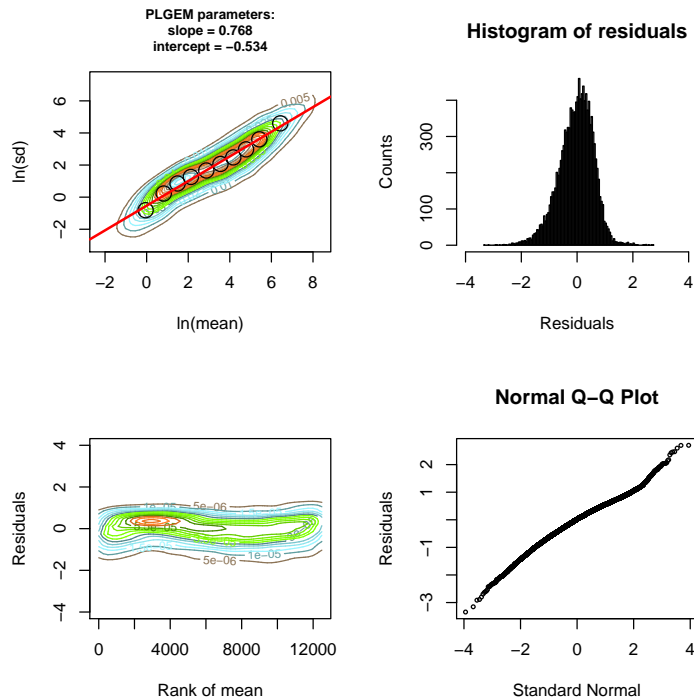 PLGEM parameters:
slope = 0.768
intercept = −0.534
ln(sd)
6
4
2
0
−2
0.005
0.01
−2 0 2 4 6 8
ln(mean)
Histogram of residuals
Counts
300
100
0
−4 −2 0 2 4
Residuals
Residuals
4
2
0
−2
−4
5e−06
1e−05
5e−06
0 4000 8000 12000
Rank of mean
Normal Q−Q Plot
Residuals
2
1
−1
−3
−4 −2 0 2 4
Standard Normal